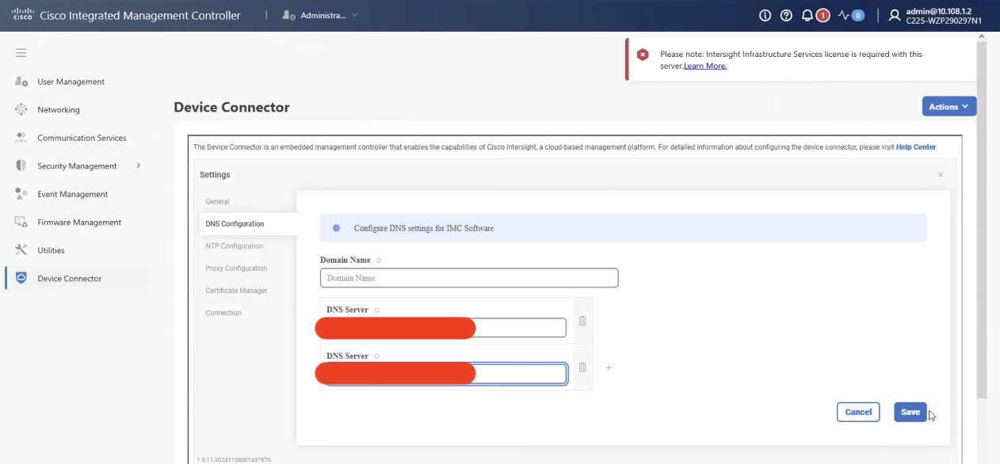 cisco Cisco Integrated Management Controller
Administra...
1
0
admin@10.108.1.2
C225-WZP290297N1
Please note: Intersight Infrastructure Services license is required with this
server.Learn More.
User Management
Networking
Communication Services
Security Management
Event Management
Firmware Management
Utilities
Device Connector
Device Connector
Actions
The Device Connector is an embedded management controller that enables the capabilities of Cisco Intersight, a cloud-based management platform. For detailed information about configuring the device connector, please visit Help Center
Settings
General
DNS Configuration
NTP Configuration
Proxy Configuration
Certificate Manager
Connection
Configure DNS settings for IMC Software
Domain Name
Domain Name
DNS Server
DNS Server
Cancel
Save
1.0.11-20241108001437670